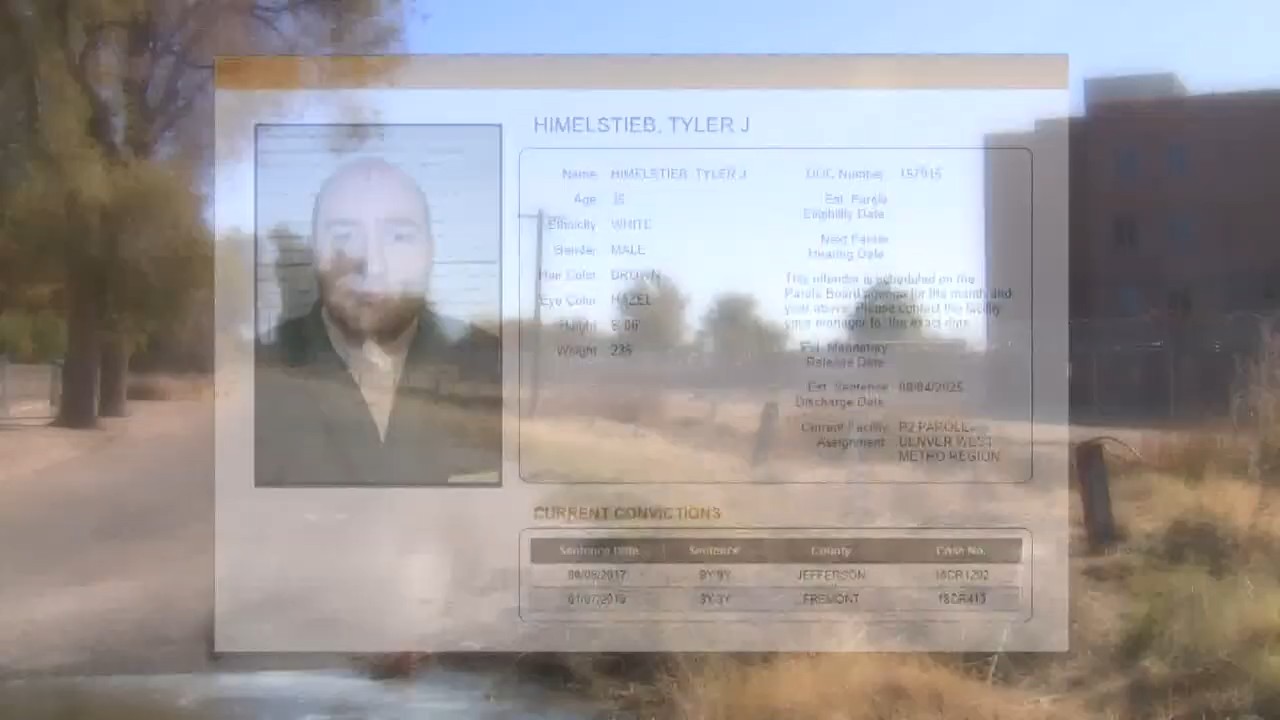 HIMELSTIEB, TYLER J
Name HIMELSTIEB, TYLER J
Age
Ethnicity WHITE
Gender MALE
Hair Color BROWN
Eye Color HAZEL
Height
Weight 235
DOC Number
Est. Parole
Eligibility Date
Next Parole
Hearing Date
This offender is scheduled on the
Parole Board agenda for the month and
year above. Please contact the facility
case manager for the exact date.
Est. Mandatory
Release Date
Est. Sentence 08/04/2025
Discharge Date
Current Facility PAROLE-
Assignment DENVER WEST
METRO REGION
CURRENT CONVICTIONS
Sentence Date Sentence County Case No.
JEFFERSON
FREMONT